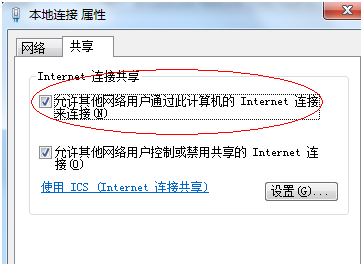 本地连接 属性
网络
共享
Internet 连接共享
允许其他网络用户通过此计算机的 Internet 连接
来连接(N)
允许其他网络用户控制或禁用共享的 Internet 连
接(O)
使用 ICS (Internet 连接共享)
设置(G)...